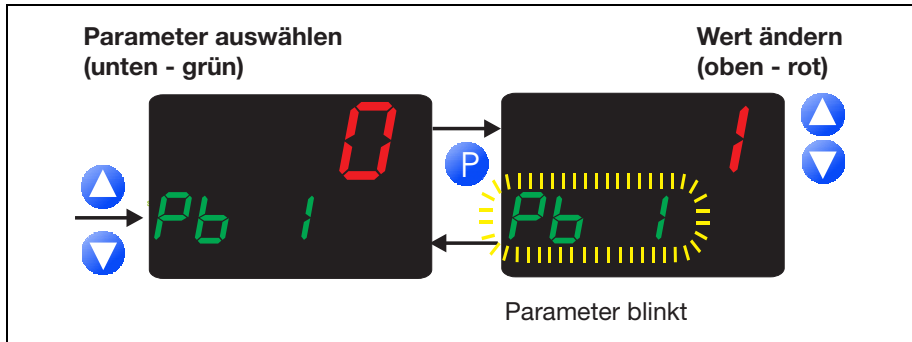 Parameter auswählen
(unten - grün)
Wert ändern
(oben - rot)
0
Pb 1
P
1
Pb 1
Parameter blinkt